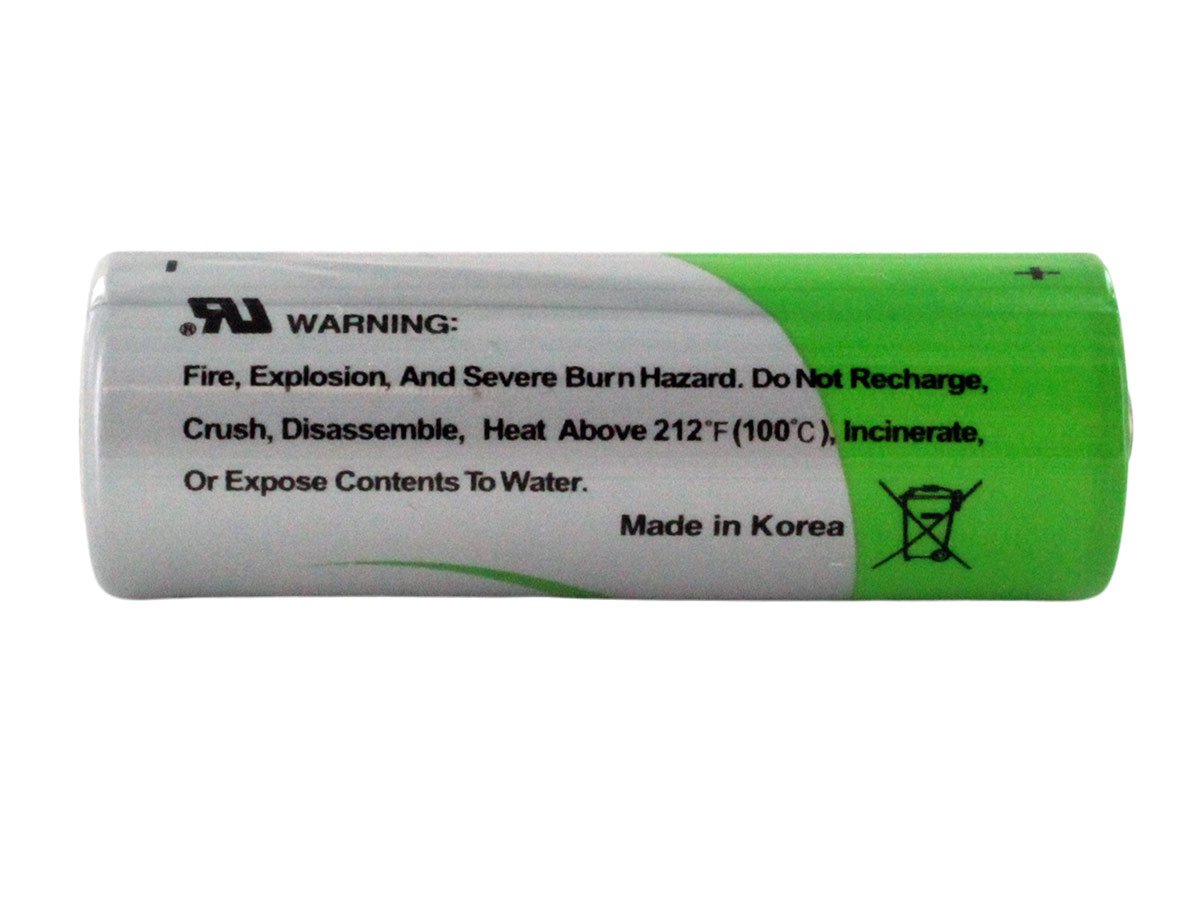 - +
® RU WARNING:
Fire, Explosion, And Severe Burn Hazard. Do Not Recharge,
Crush, Disassemble, Heat Above 212°F (100°C), Incinerate,
Or Expose Contents To Water.
Made in Korea